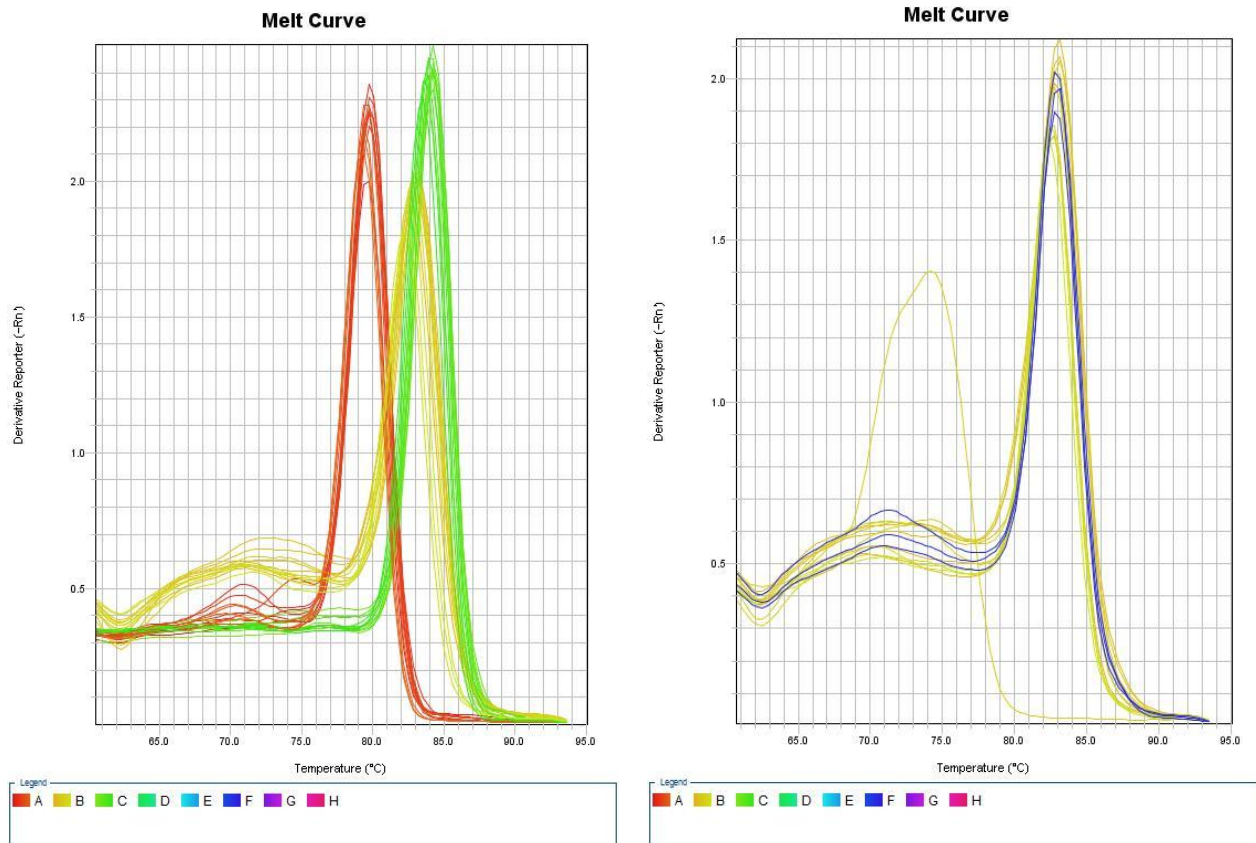 Melt Curve
2.0
1.5
1.0
0.5
Derivative Reporter (-Rn')
65.0 70.0 75.0 80.0 85.0 90.0 95.0
Temperature (°C)
Legend
A B C D E F G H
Melt Curve
2.0
1.5
1.0
0.5
Derivative Reporter (-Rn')
65.0 70.0 75.0 80.0 85.0 90.0 95.0
Temperature (°C)
Legend
A B C D E F G H